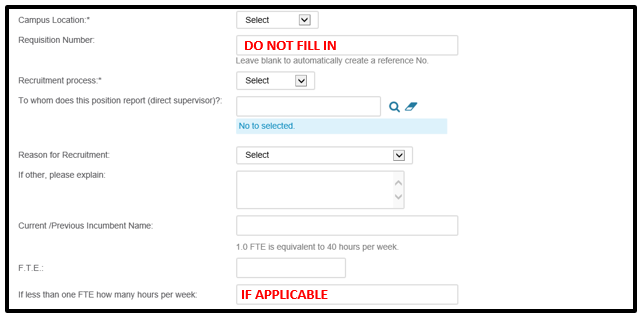 Campus Location:* Select
Requisition Number: DO NOT FILL IN
Leave blank to automatically create a reference No.
Recruitment process:* Select
To whom does this position report (direct supervisor)?:
No to selected.
Reason for Recruitment: Select
If other, please explain:
Current /Previous Incumbent Name:
1.0 FTE is equivalent to 40 hours per week.
F.T.E.:
If less than one FTE how many hours per week: IF APPLICABLE